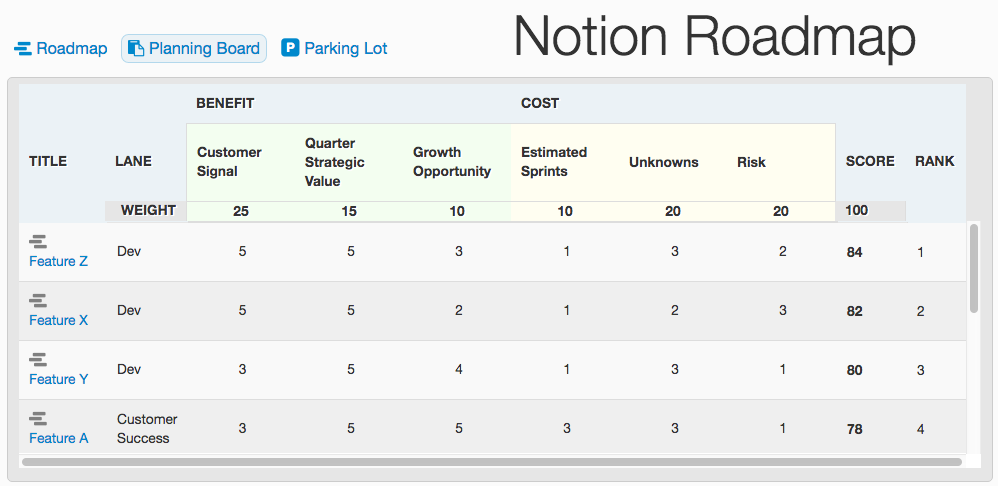 Roadmap Planning Board P Parking Lot Notion Roadmap
BENEFIT COST
TITLE LANE Customer Signal Quarter Strategic Value Growth Opportunity Estimated Sprints Unknowns Risk SCORE RANK
WEIGHT 25 15 10 10 20 20 100
Feature Z Dev 5 5 3 1 3 2 84 1
Feature X Dev 5 5 2 1 2 3 82 2
Feature Y Dev 3 5 4 1 3 1 80 3
Feature A Customer Success 3 5 5 3 3 1 78 4